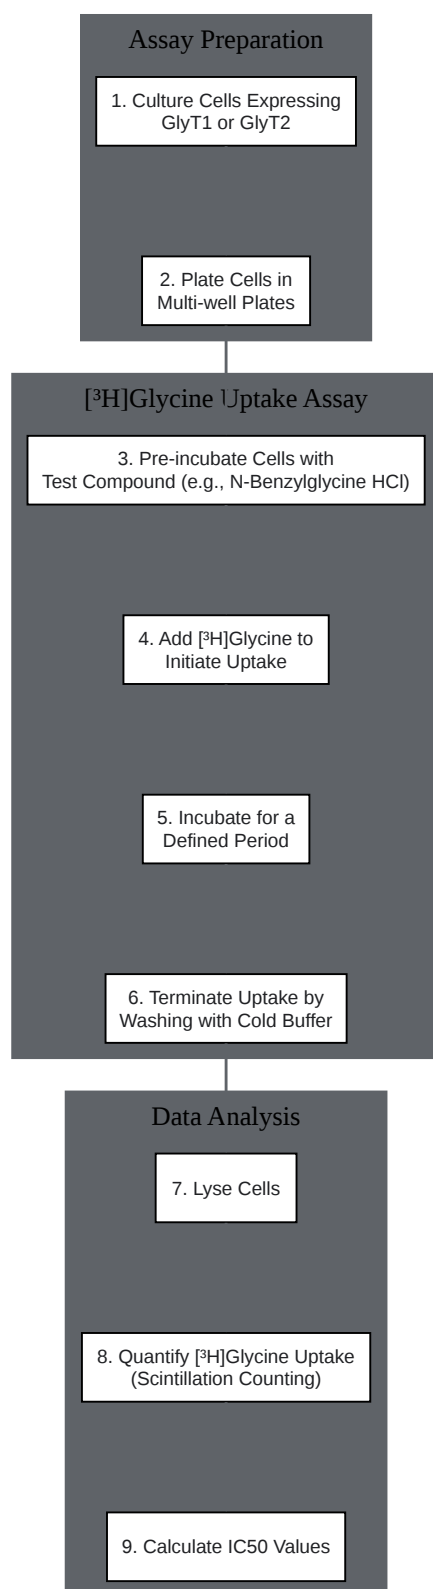 Assay Preparation
1. Culture Cells Expressing
GlyT1 or GlyT2
2. Plate Cells in
Multi-well Plates
[³H]Glycine Uptake Assay
3. Pre-incubate Cells with
Test Compound (e.g., N-Benzylglycine HCl)
4. Add [³H]Glycine to
Initiate Uptake
5. Incubate for a
Defined Period
6. Terminate Uptake by
Washing with Cold Buffer
Data Analysis
7. Lyse Cells
8. Quantify [³H]Glycine Uptake
(Scintillation Counting)
9. Calculate IC50 Values